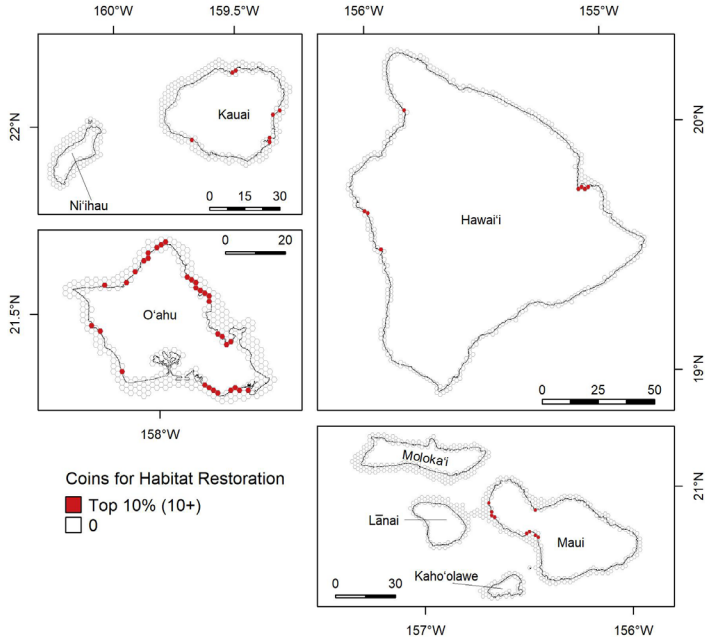 160°W 159.5°W
156°W 155°W
22°N
Kauai
Ni'ihau
0 15 30
20°N
Hawai'i
19°N
0 25 50
0 20
21.5°N
O'ahu
158°W
Coins for Habitat Restoration
Top 10% (10+)
0
Moloka'i
21°N
Lānai
Maui
Kaho'olawe
0 30
157°W 156°W